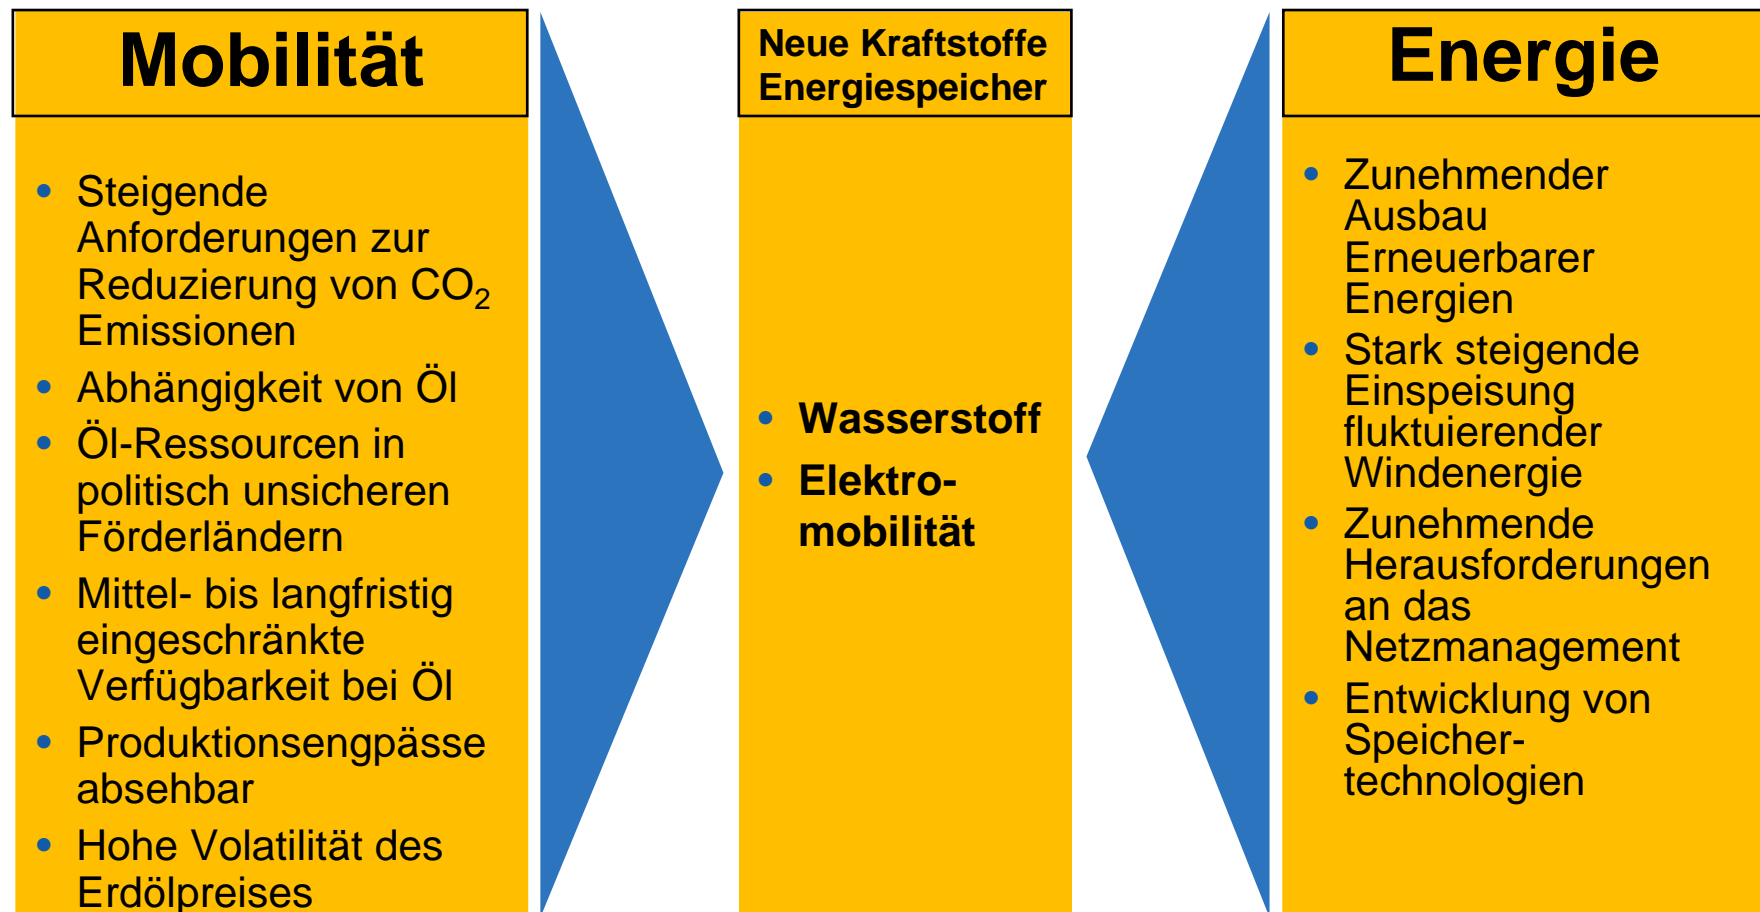 Mobilität
• Steigende
Anforderungen zur
Reduzierung von CO₂
Emissionen
• Abhängigkeit von Öl
• Öl-Ressourcen in
politisch unsicheren
Förderländern
• Mittel- bis langfristig
eingeschränkte
Verfügbarkeit bei Öl
• Produktionsengpässe
absehbar
• Hohe Volatilität des
Erdölpreises
Neue Kraftstoffe
Energiespeicher
• Wasserstoff
• Elektro-
mobilität
Energie
• Zunehmender
Ausbau
Erneuerbarer
Energien
• Stark steigende
Einspeisung
fluktuierender
Windenergie
• Zunehmende
Herausforderungen
an das
Netzmanagement
• Entwicklung von
Speicher-
technologien